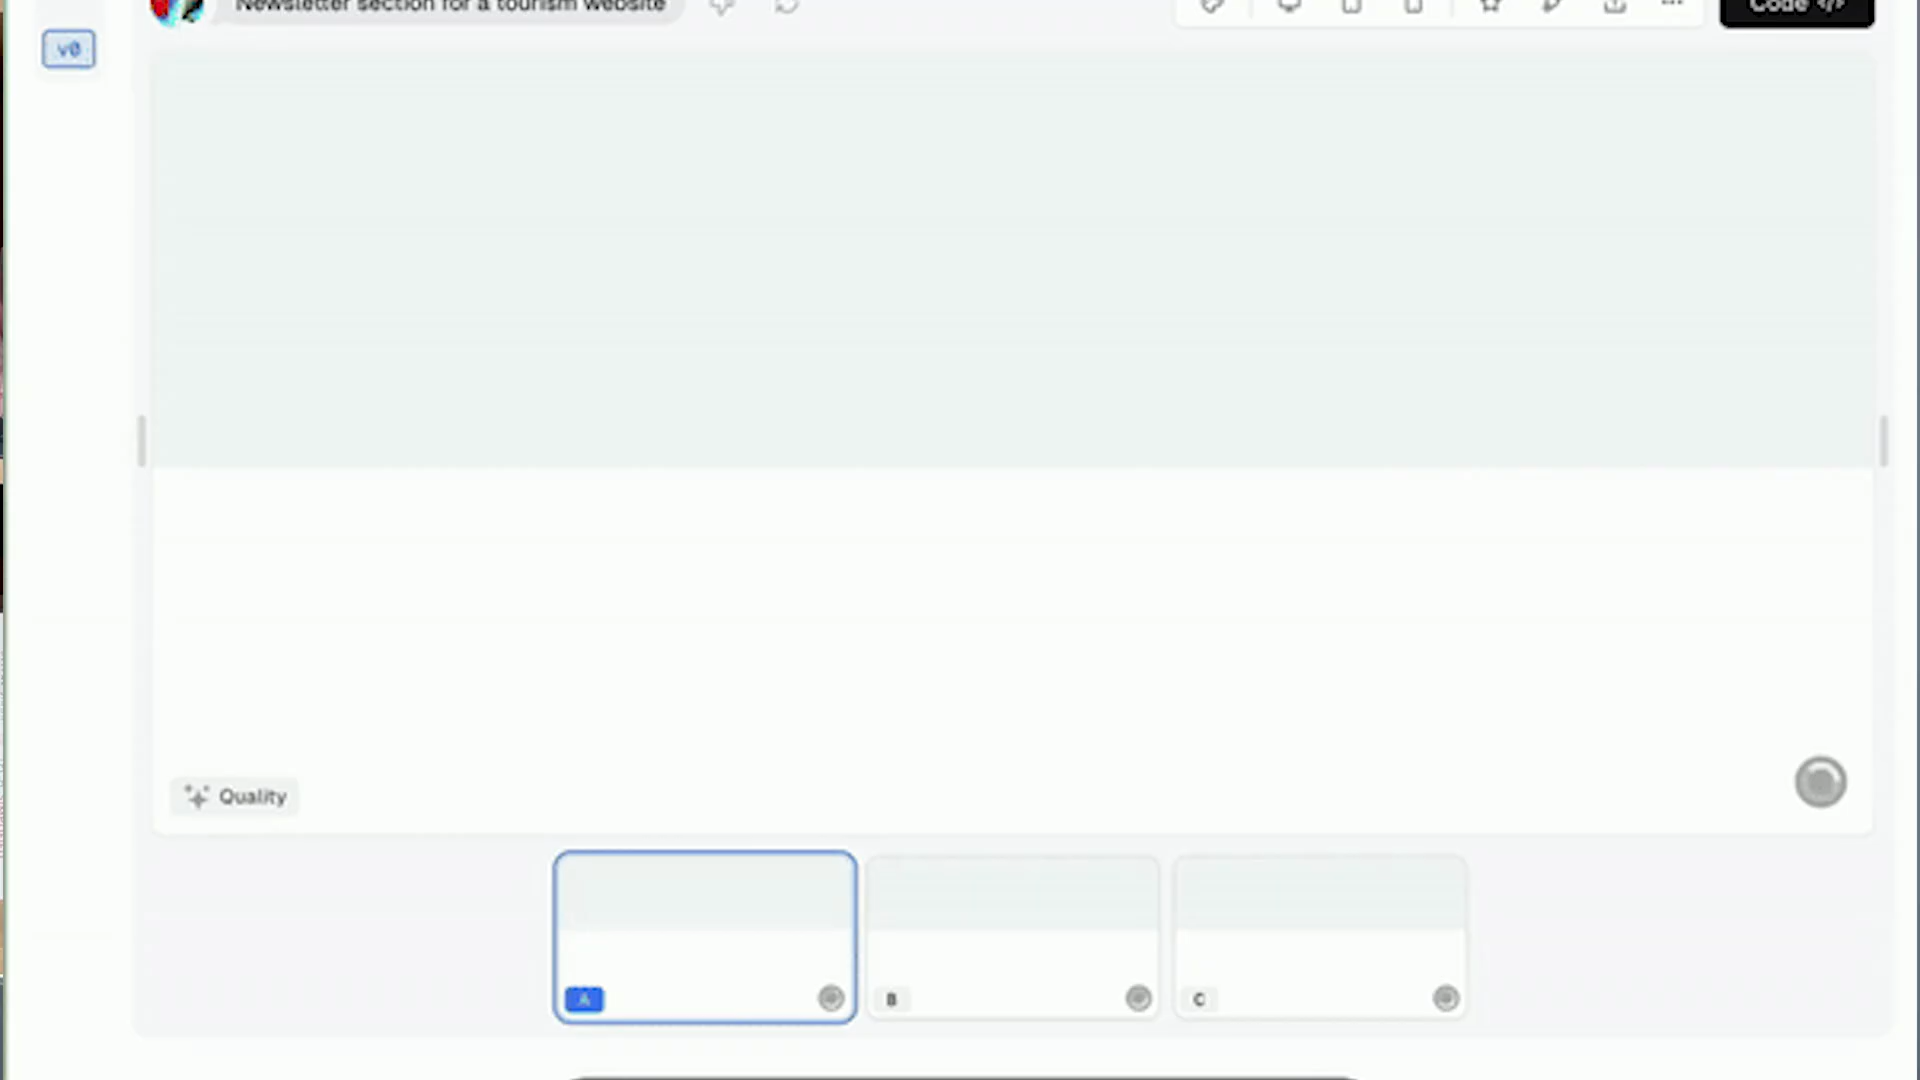 Newsletter section for a tourism website
Code </>
v0
Quality
A
B
C